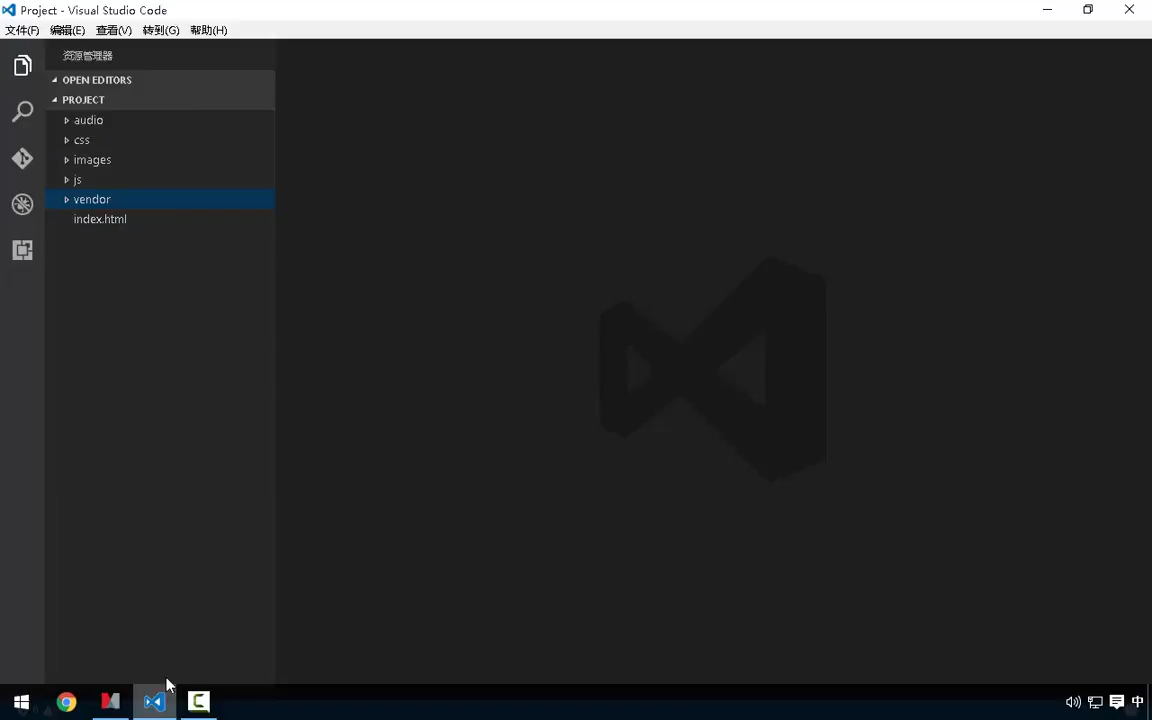 Project - Visual Studio Code
文件(F) 编辑(E) 查看(V) 转到(G) 帮助(H)
资源管理器
OPEN EDITORS
PROJECT
audio
css
images
js
vendor
index.html
中